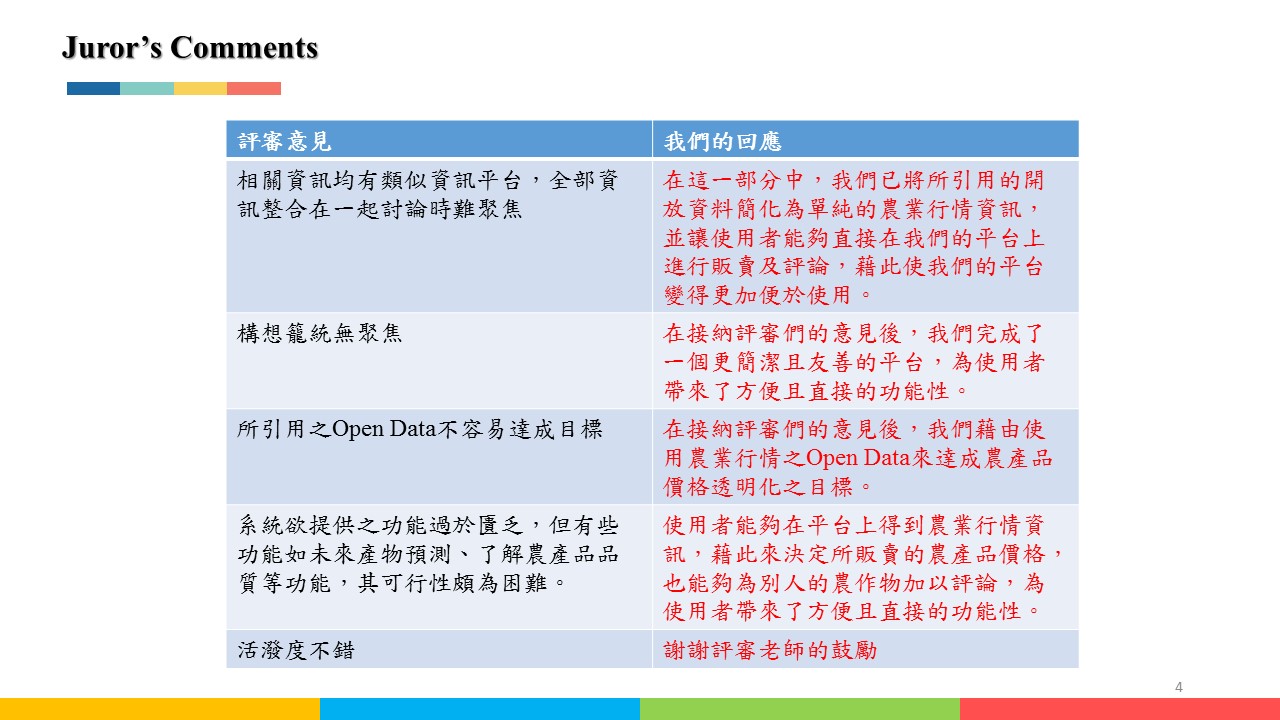 Juror's Comments
評審意見
我們的回應
相關資訊均有類似資訊平台，全部資
訊整合在一起討論時難聚焦
在這一部分中，我們已將所引用的開
放資料簡化為單純的農業行情資訊，
並讓使用者能夠直接在我們的平台上
進行販賣及評論，藉此使我們的平台
變得更加便於使用。
構想籠統無聚焦
在接納評審們的意見後，我們完成了
一個更簡潔且友善的平台，為使用者
帶來了方便且直接的功能性。
所引用之Open Data不容易達成目標
在接納評審們的意見後，我們藉由使
用農業行情之Open Data來達成農產品
價格透明化之目標。
系統欲提供之功能過於匱乏，但有些
功能如未來產物預測、了解農產品品
質等功能，其可行性頗為困難。
使用者能夠在平台上得到農業行情資
訊，藉此來決定所販賣的農產品價格，
也能夠為別人的農作物加以評論，為
使用者帶來了方便且直接的功能性。
活潑度不錯
謝謝評審老師的鼓勵
4